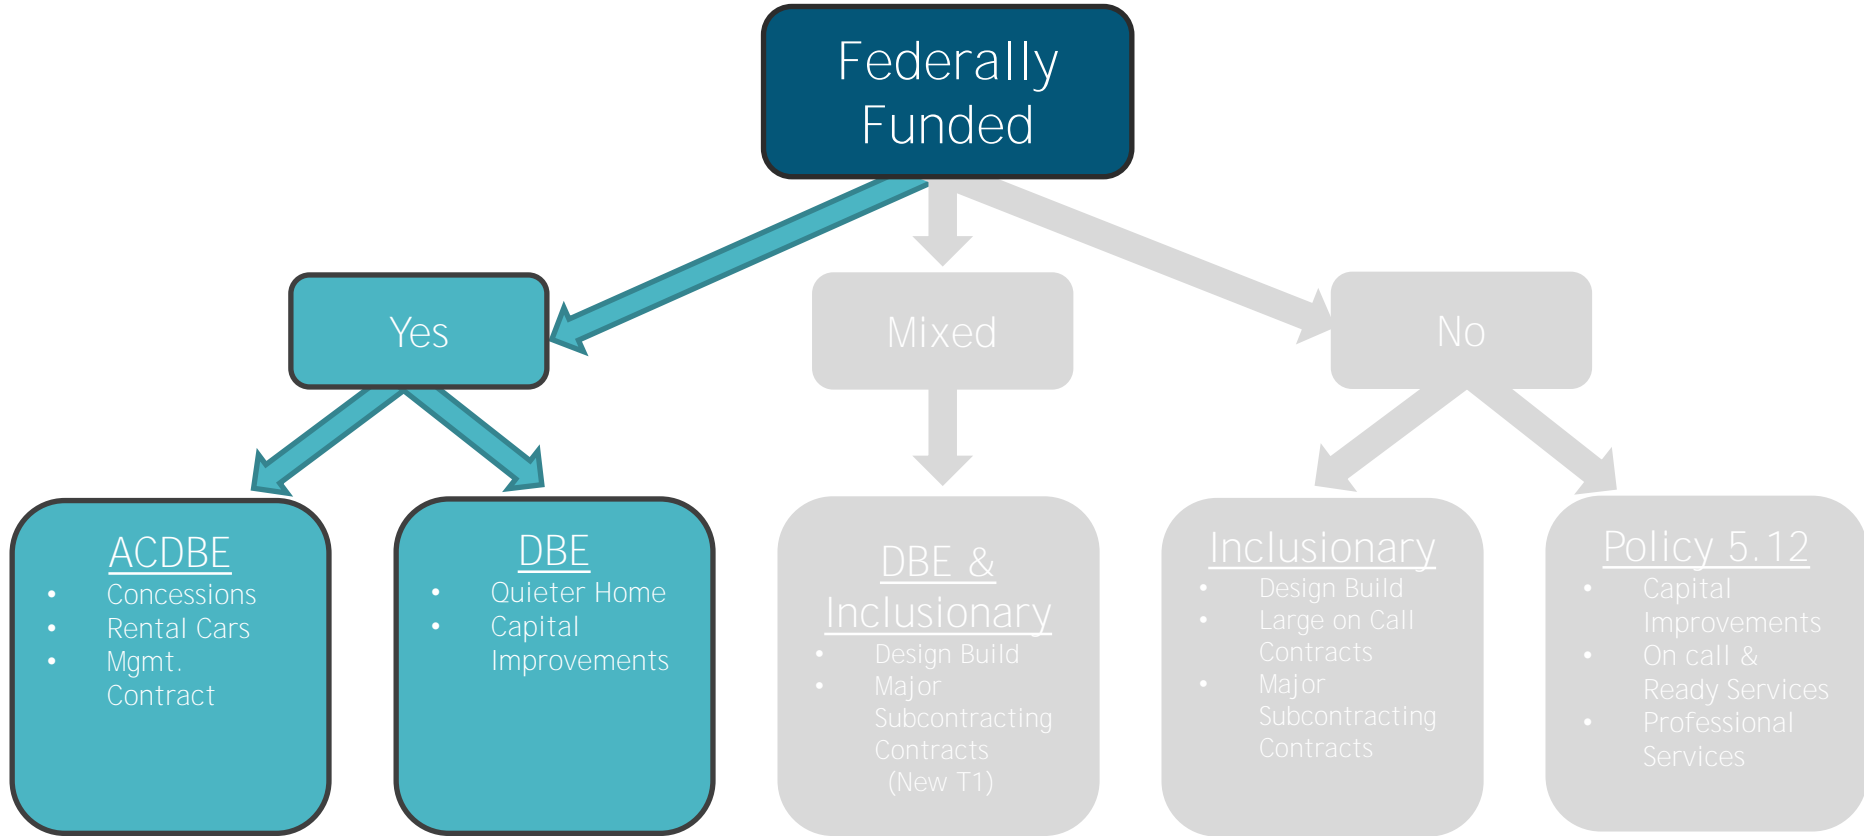 Federally
Funded
Yes
Mixed
No
ACDBE
• Concessions
• Rental Cars
• Mgmt.
Contract
DBE
• Quieter Home
• Capital
Improvements
DBE &
Inclusionary
• Design Build
• Major
Subcontracting
Contracts
(New T1)
Inclusionary
• Design Build
• Large on Call
Contracts
• Major
Subcontracting
Contracts
Policy 5.12
• Capital
Improvements
• On call &
Ready Services
• Professional
Services